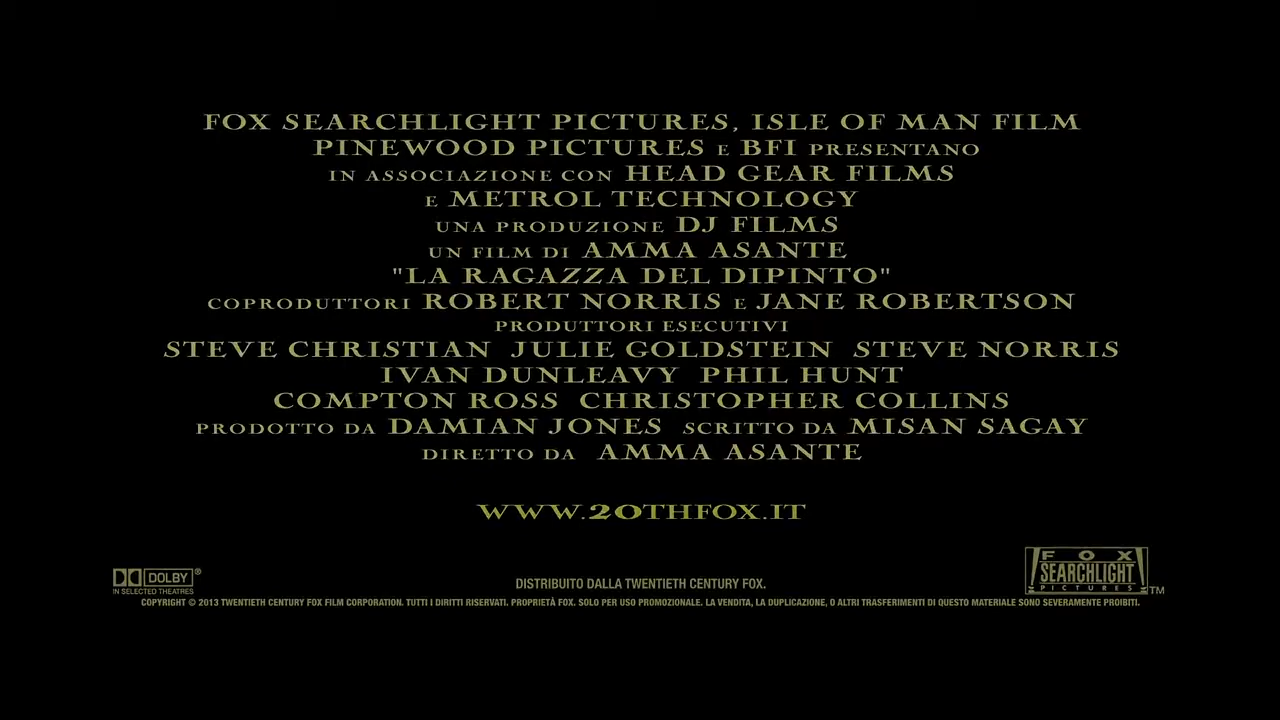 FOX SEARCHLIGHT PICTURES, ISLE OF MAN FILM
PINEWOOD PICTURES E BFI PRESENTANO
IN ASSOCIAZIONE CON HEAD GEAR FILMS
E METROL TECHNOLOGY
UNA PRODUZIONE DJ FILMS
UN FILM DI AMMA ASANTE
"LA RAGAZZA DEL DIPINTO"
COPRODUTTORI ROBERT NORRIS E JANE ROBERTSON
PRODUTTORI ESECUTIVI
STEVE CHRISTIAN JULIE GOLDSTEIN STEVE NORRIS
IVAN DUNLEAVY PHIL HUNT
COMPTON ROSS CHRISTOPHER COLLINS
PRODOTTO DA DAMIAN JONES SCRITTO DA MISAN SAGAY
DIRETTO DA AMMA ASANTE
WWW.20THFOX.IT
DOLBY®
IN SELECTED THEATRES
DISTRIBUITO DALLA TWENTIETH CENTURY FOX.
FOX
SEARCHLIGHT
PICTURES™
COPYRIGHT © 2013 TWENTIETH CENTURY FOX FILM CORPORATION. TUTTI I DIRITTI RISERVATI. PROPRIETÀ FOX. SOLO PER USO PROMOZIONALE. LA VENDITA, LA DUPLICAZIONE, O ALTRI TRASFERIMENTI DI QUESTO MATERIALE SONO SEVERAMENTE PROIBITI.